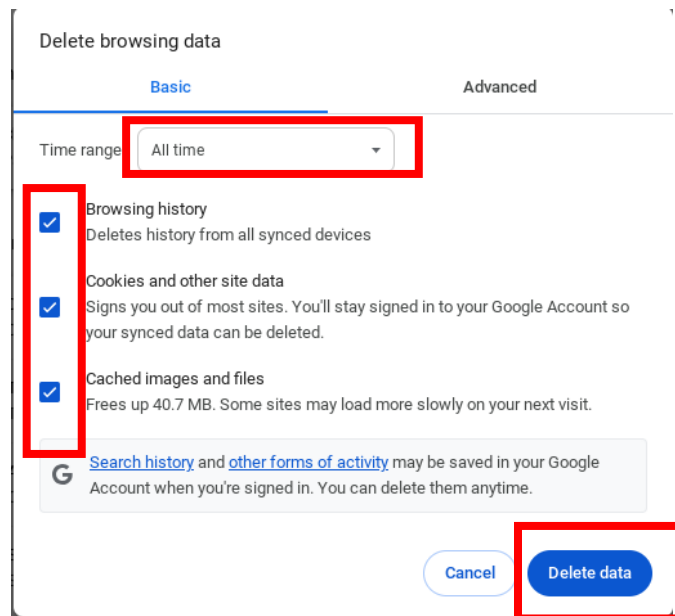 Delete browsing data
Basic
Advanced
Time range
All time
Browsing history
Deletes history from all synced devices
Cookies and other site data
Signs you out of most sites. You'll stay signed in to your Google Account so
your synced data can be deleted.
Cached images and files
Frees up 40.7 MB. Some sites may load more slowly on your next visit.
G
Search history and other forms of activity may be saved in your Google
Account when you're signed in. You can delete them anytime.
Cancel
Delete data